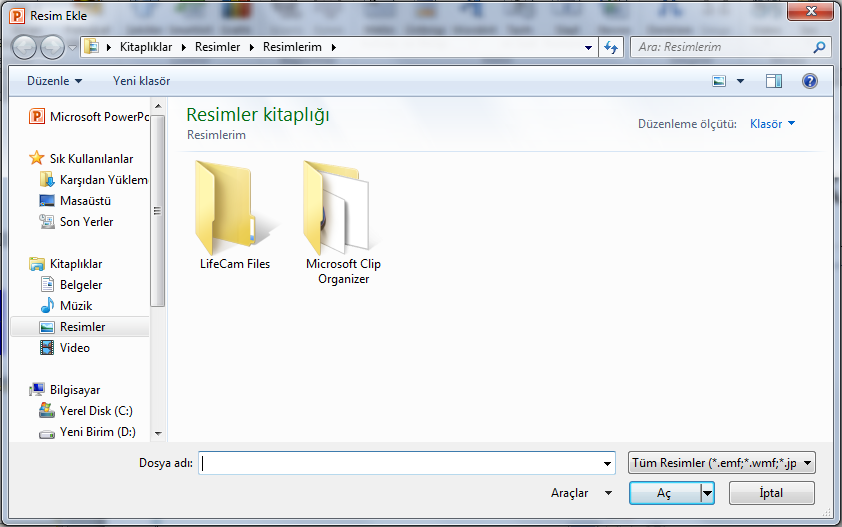 Resim Ekle
Kitaplıklar Resimler Resimlerim
Ara: Resimlerim
Düzenle Yeni klasör
Microsoft PowerPo
Sık Kullanılanlar
Karşıdan Yüklem
Masaüstü
Son Yerler
Kitaplıklar
Belgeler
Müzik
Resimler
Video
Bilgisayar
Yerel Disk (C:)
Yeni Birim (D:)
Resimler kitaplığı
Resimlerim
Düzenleme ölçütü: Klasör
LifeCam Files
Microsoft Clip
Organizer
Dosya adı:
Tüm Resimler (*.emf;*.wmf;*.jp
Araçlar
Aç
İptal